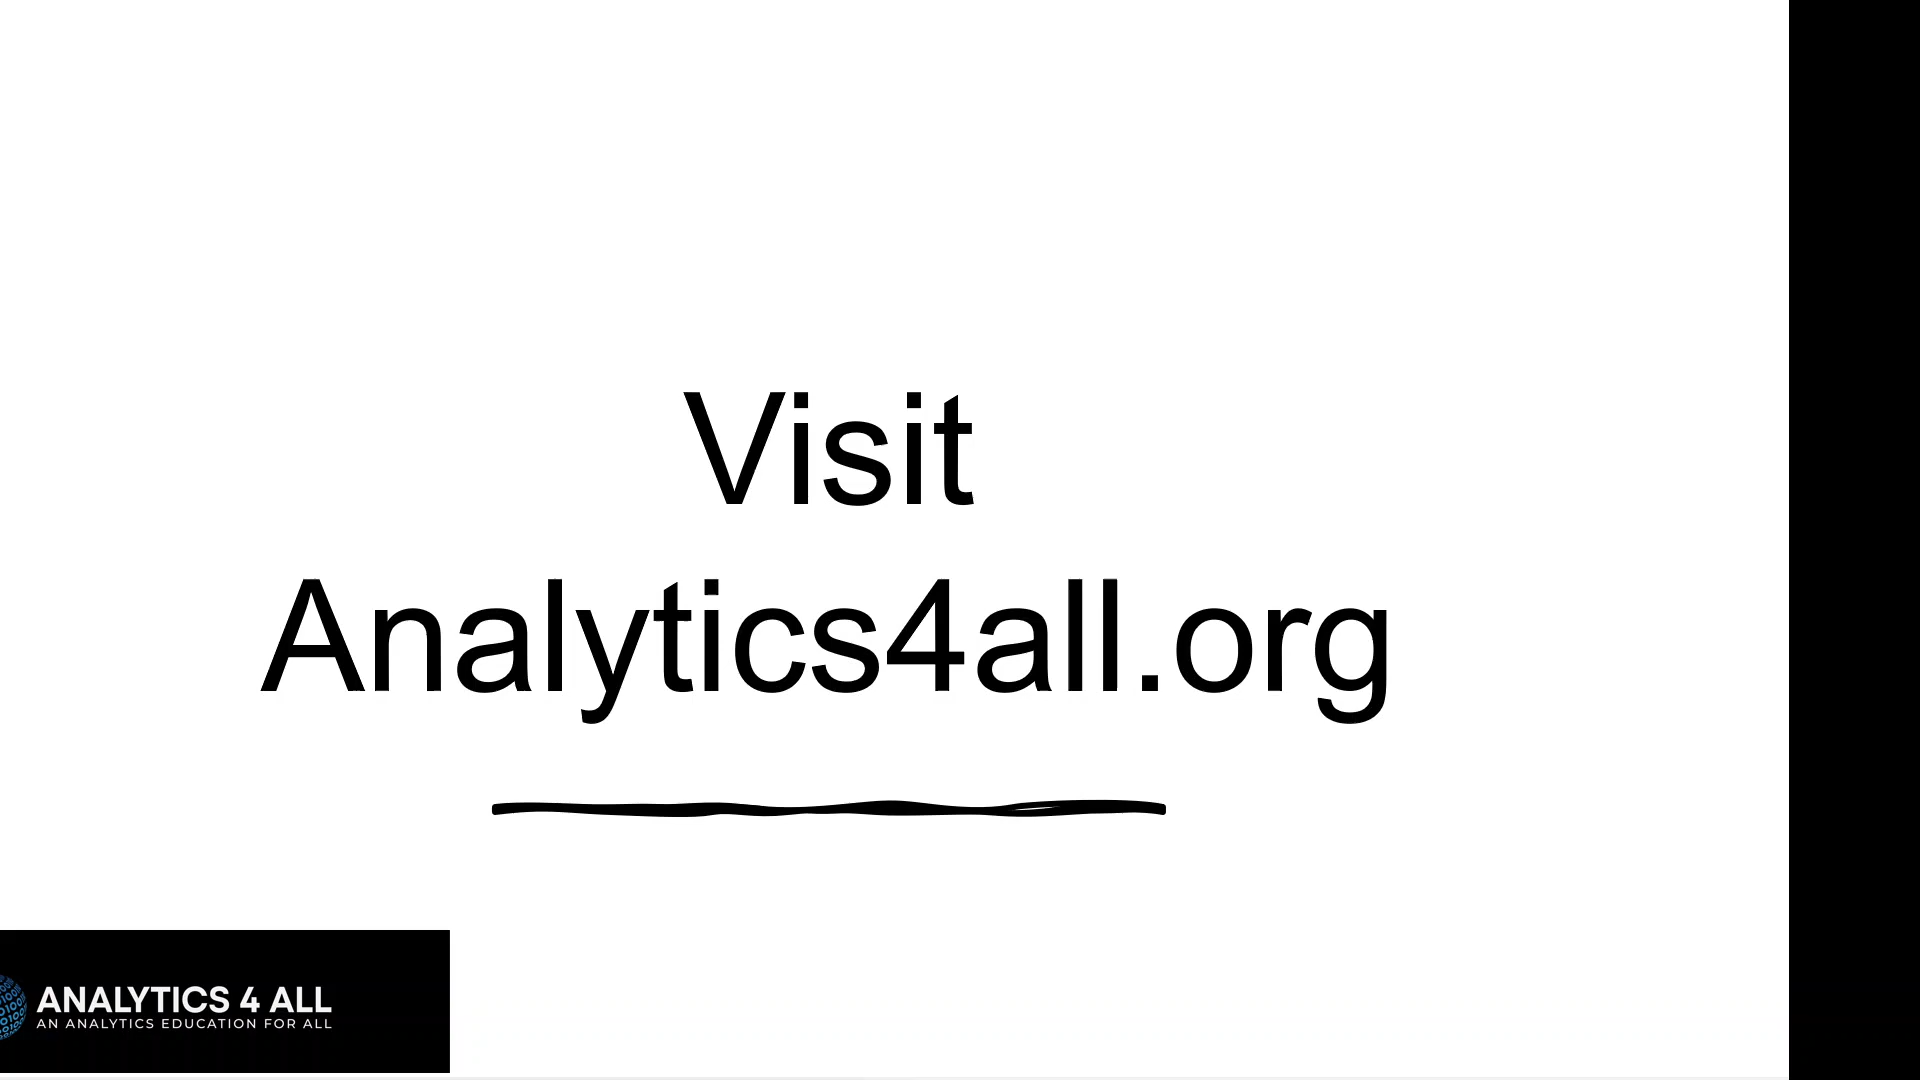 Visit
Analytics4all.org
ANALYTICS 4 ALL
AN ANALYTICS EDUCATION FOR ALL